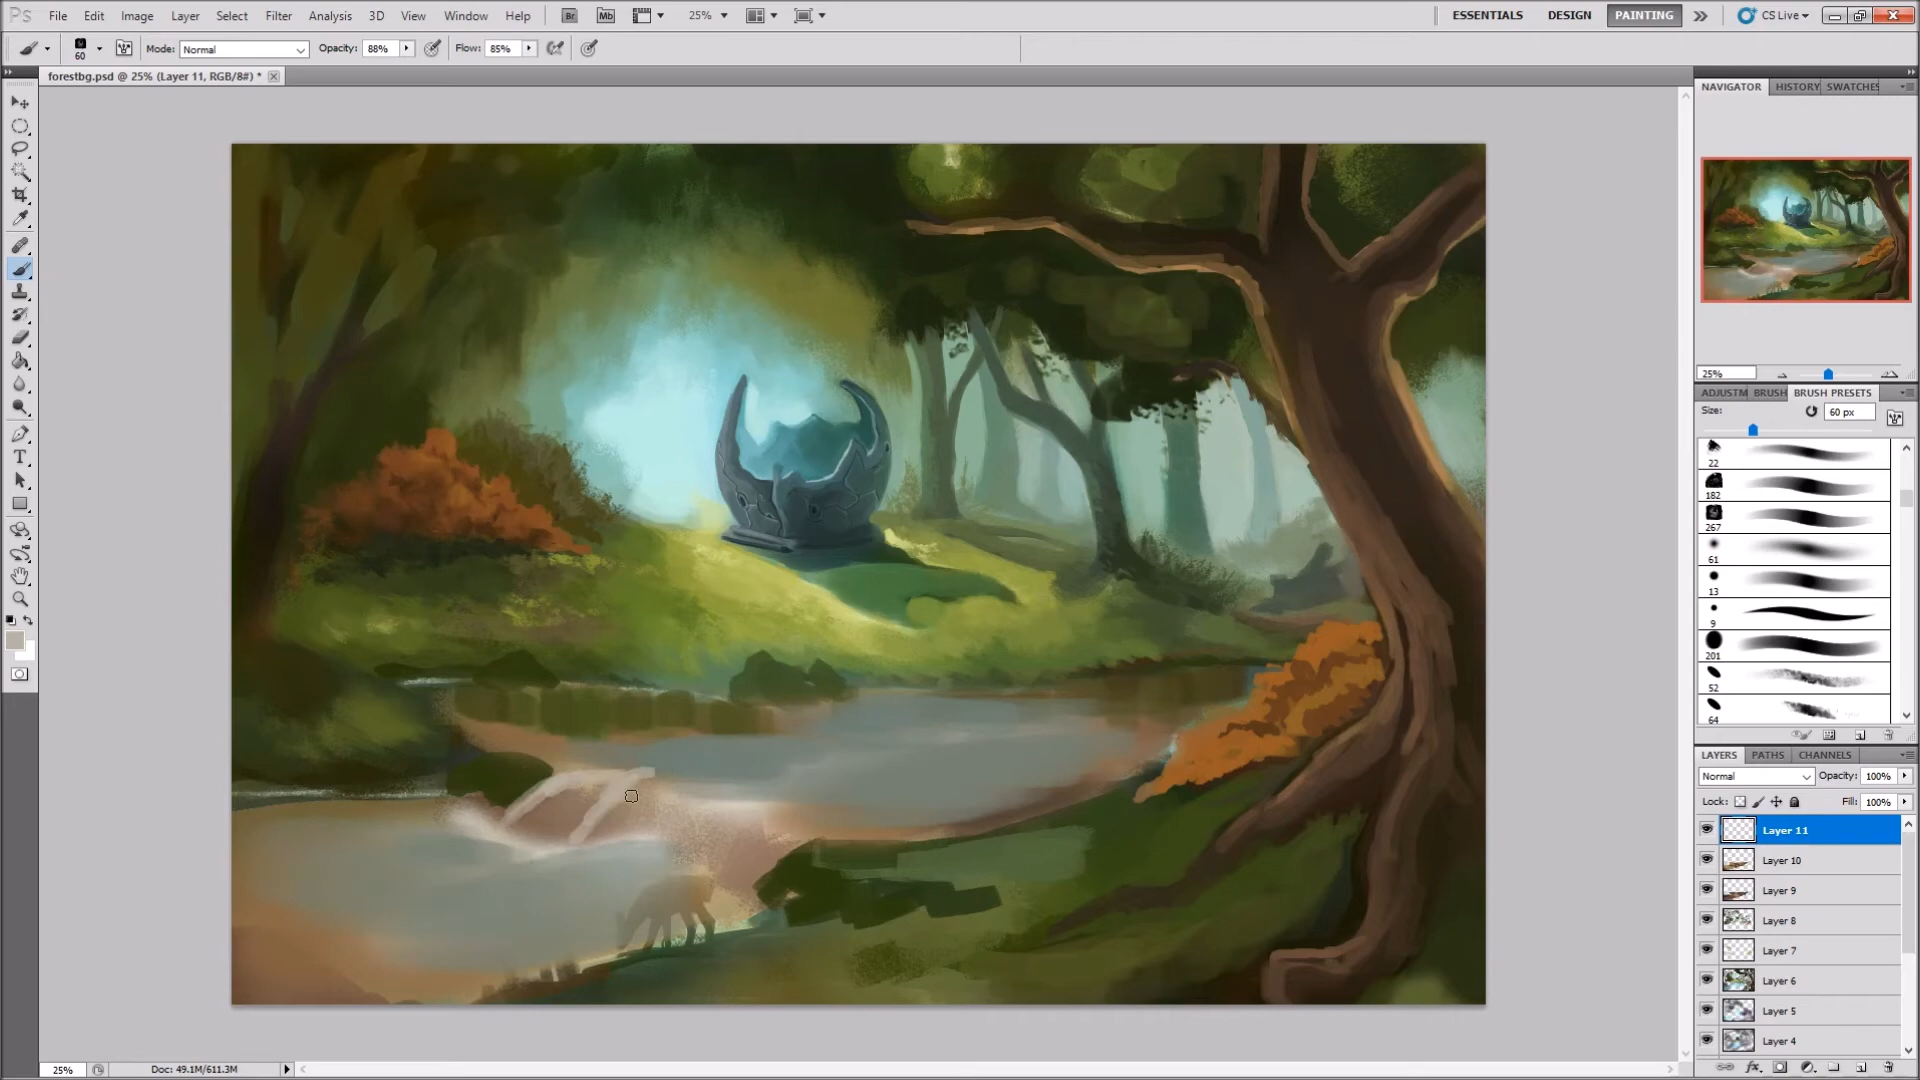 Ps File Edit Image Layer Select Filter Analysis 3D View Window Help Br Mb 25% ESSENTIALS DESIGN PAINTING CS Live
60 Mode: Normal Opacity: 88% Flow: 85%
forestbg.psd @ 25% (Layer 11, RGB/8#) *
NAVIGATOR HISTORY SWATCHES
25%
ADJUSTM BRUSH BRUSH PRESETS
Size: 60 px
22
182
267
61
13
9
201
52
64
LAYERS PATHS CHANNELS
Normal Opacity: 100%
Lock: Fill: 100%
Layer 11
Layer 10
Layer 9
Layer 8
Layer 7
Layer 6
Layer 5
Layer 4
T
25% Doc: 49.1M/611.3M
fx